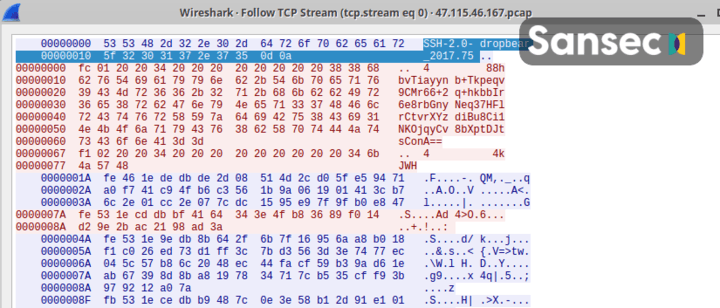 Wireshark · Follow TCP Stream (tcp.stream eq 0) · 47.115.46.167.pcap
Sansec
00000000 53 53 48 2d 32 2e 30 2d 64 72 6f 70 62 65 61 72 SSH-2.0- dropbear
00000010 5f 32 30 31 37 2e 37 35 0d 0a _2017.75 ..
00000000 fc 01 20 20 34 20 20 20 20 20 20 20 20 38 38 68 .. 4 88h
00000010 62 76 54 69 61 79 79 6e 62 2b 54 6b 70 65 71 76 bvTiayyn b+Tkpeqv
00000020 39 43 4d 72 36 36 2b 32 71 2b 68 6b 62 62 49 72 9CMr66+2 q+hkbbIr
00000030 36 65 38 72 62 47 6e 79 4e 65 71 33 37 48 46 6c 6e8rbGny Neq37HFl
00000040 72 43 74 76 72 58 59 7a 64 69 42 75 38 43 69 31 rCtvrXYz diBu8Ci1
00000050 4e 4b 4f 6a 71 79 43 76 38 62 58 70 74 44 4a 74 NKOjqyCv 8bXptDJt
00000060 73 43 6f 6e 41 3d 3d sConA==
00000067 f1 02 20 20 34 20 20 20 20 20 20 20 20 20 34 6b .. 4 4k
00000077 4a 57 48 JWH
0000001A fe 46 1e de db de 2d 08 51 4d 2c cd d5 fe 94 71 .F....-. QM,....q
0000002A a0 f7 41 c9 4f b6 c3 56 1b 9a 06 19 01 41 3c b7 ..A.O..V .....A<.
0000003A 6c 2e 01 cc 2e 07 7c dc 15 95 e9 7f 9f b0 e8 47 l.....|. .......G
0000007A fe 53 1e cd db bf 41 64 34 3e 4f b8 36 89 f0 14 .S....Ad 4>O.6...
0000008A d2 9e 2b ac 21 98 ad 3a ..+.!..:
0000004A fe 53 1e 9e db 8b 64 2f 6b 7f 16 95 6a a8 b0 18 .S....d/ k...j...
0000005A f1 c0 26 ed 73 d1 ff 3c 7b d3 56 3d 3e 74 77 ec ..&.s..< {.V=>tw.
0000006A 04 5c 57 b8 6c 20 48 ec 44 fa cf 59 b3 9a d6 1e .\W.l H. D..Y....
0000007A ab 67 39 8d 8b a8 19 78 34 71 7c b5 35 cf f9 3b .g9....x 4q|.5..;
0000008A 97 92 12 a0 7a ....z
0000008F fb 53 1e ce db b9 48 7c 0e 3e 58 b1 2d 91 e1 01 .S....H| .>X.-...